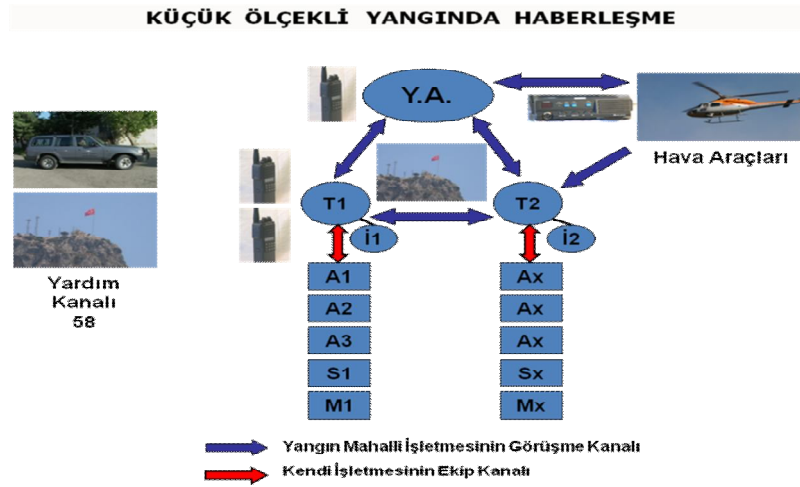 KÜÇÜK ÖLÇEKLİ YANGINDA HABERLEŞME
Y.A.
Hava Araçları
T1
T2
İ1
İ2
Yardım
Kanalı
58
A1
A2
A3
S1
M1
Ax
Ax
Ax
Sx
Mx
Yangın Mahalli İşletmesinin Görüşme Kanalı
Kendi İşletmesinin Ekip Kanalı